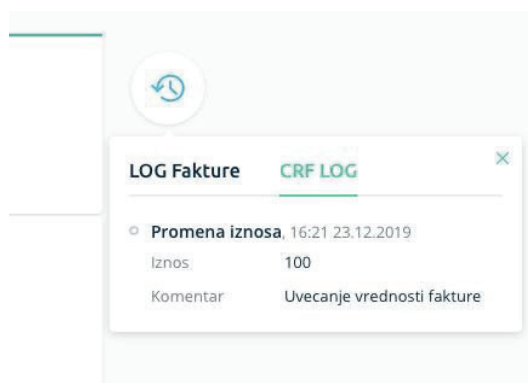 LOG Fakture CRF LOG
Promena iznosa, 16:21 23.12.2019
Iznos 100
Komentar Uvecanje vrednosti fakture